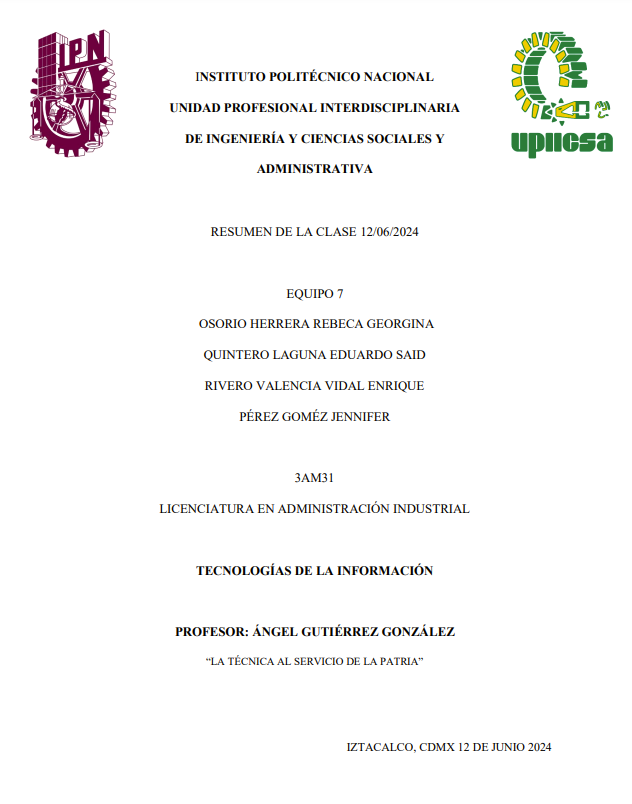 IPN
INSTITUTO POLITÉCNICO NACIONAL
UNIDAD PROFESIONAL INTERDISCIPLINARIA
DE INGENIERÍA Y CIENCIAS SOCIALES Y
ADMINISTRATIVA
upiicsa
RESUMEN DE LA CLASE 12/06/2024
EQUIPO 7
OSORIO HERRERA REBECA GEORGINA
QUINTERO LAGUNA EDUARDO SAID
RIVERO VALENCIA VIDAL ENRIQUE
PÉREZ GOMÉZ JENNIFER
3AM31
LICENCIATURA EN ADMINISTRACIÓN INDUSTRIAL
TECNOLOGÍAS DE LA INFORMACIÓN
PROFESOR: ÁNGEL GUTIÉRREZ GONZÁLEZ
“LA TÉCNICA AL SERVICIO DE LA PATRIA”
IZTACALCO, CDMX 12 DE JUNIO 2024